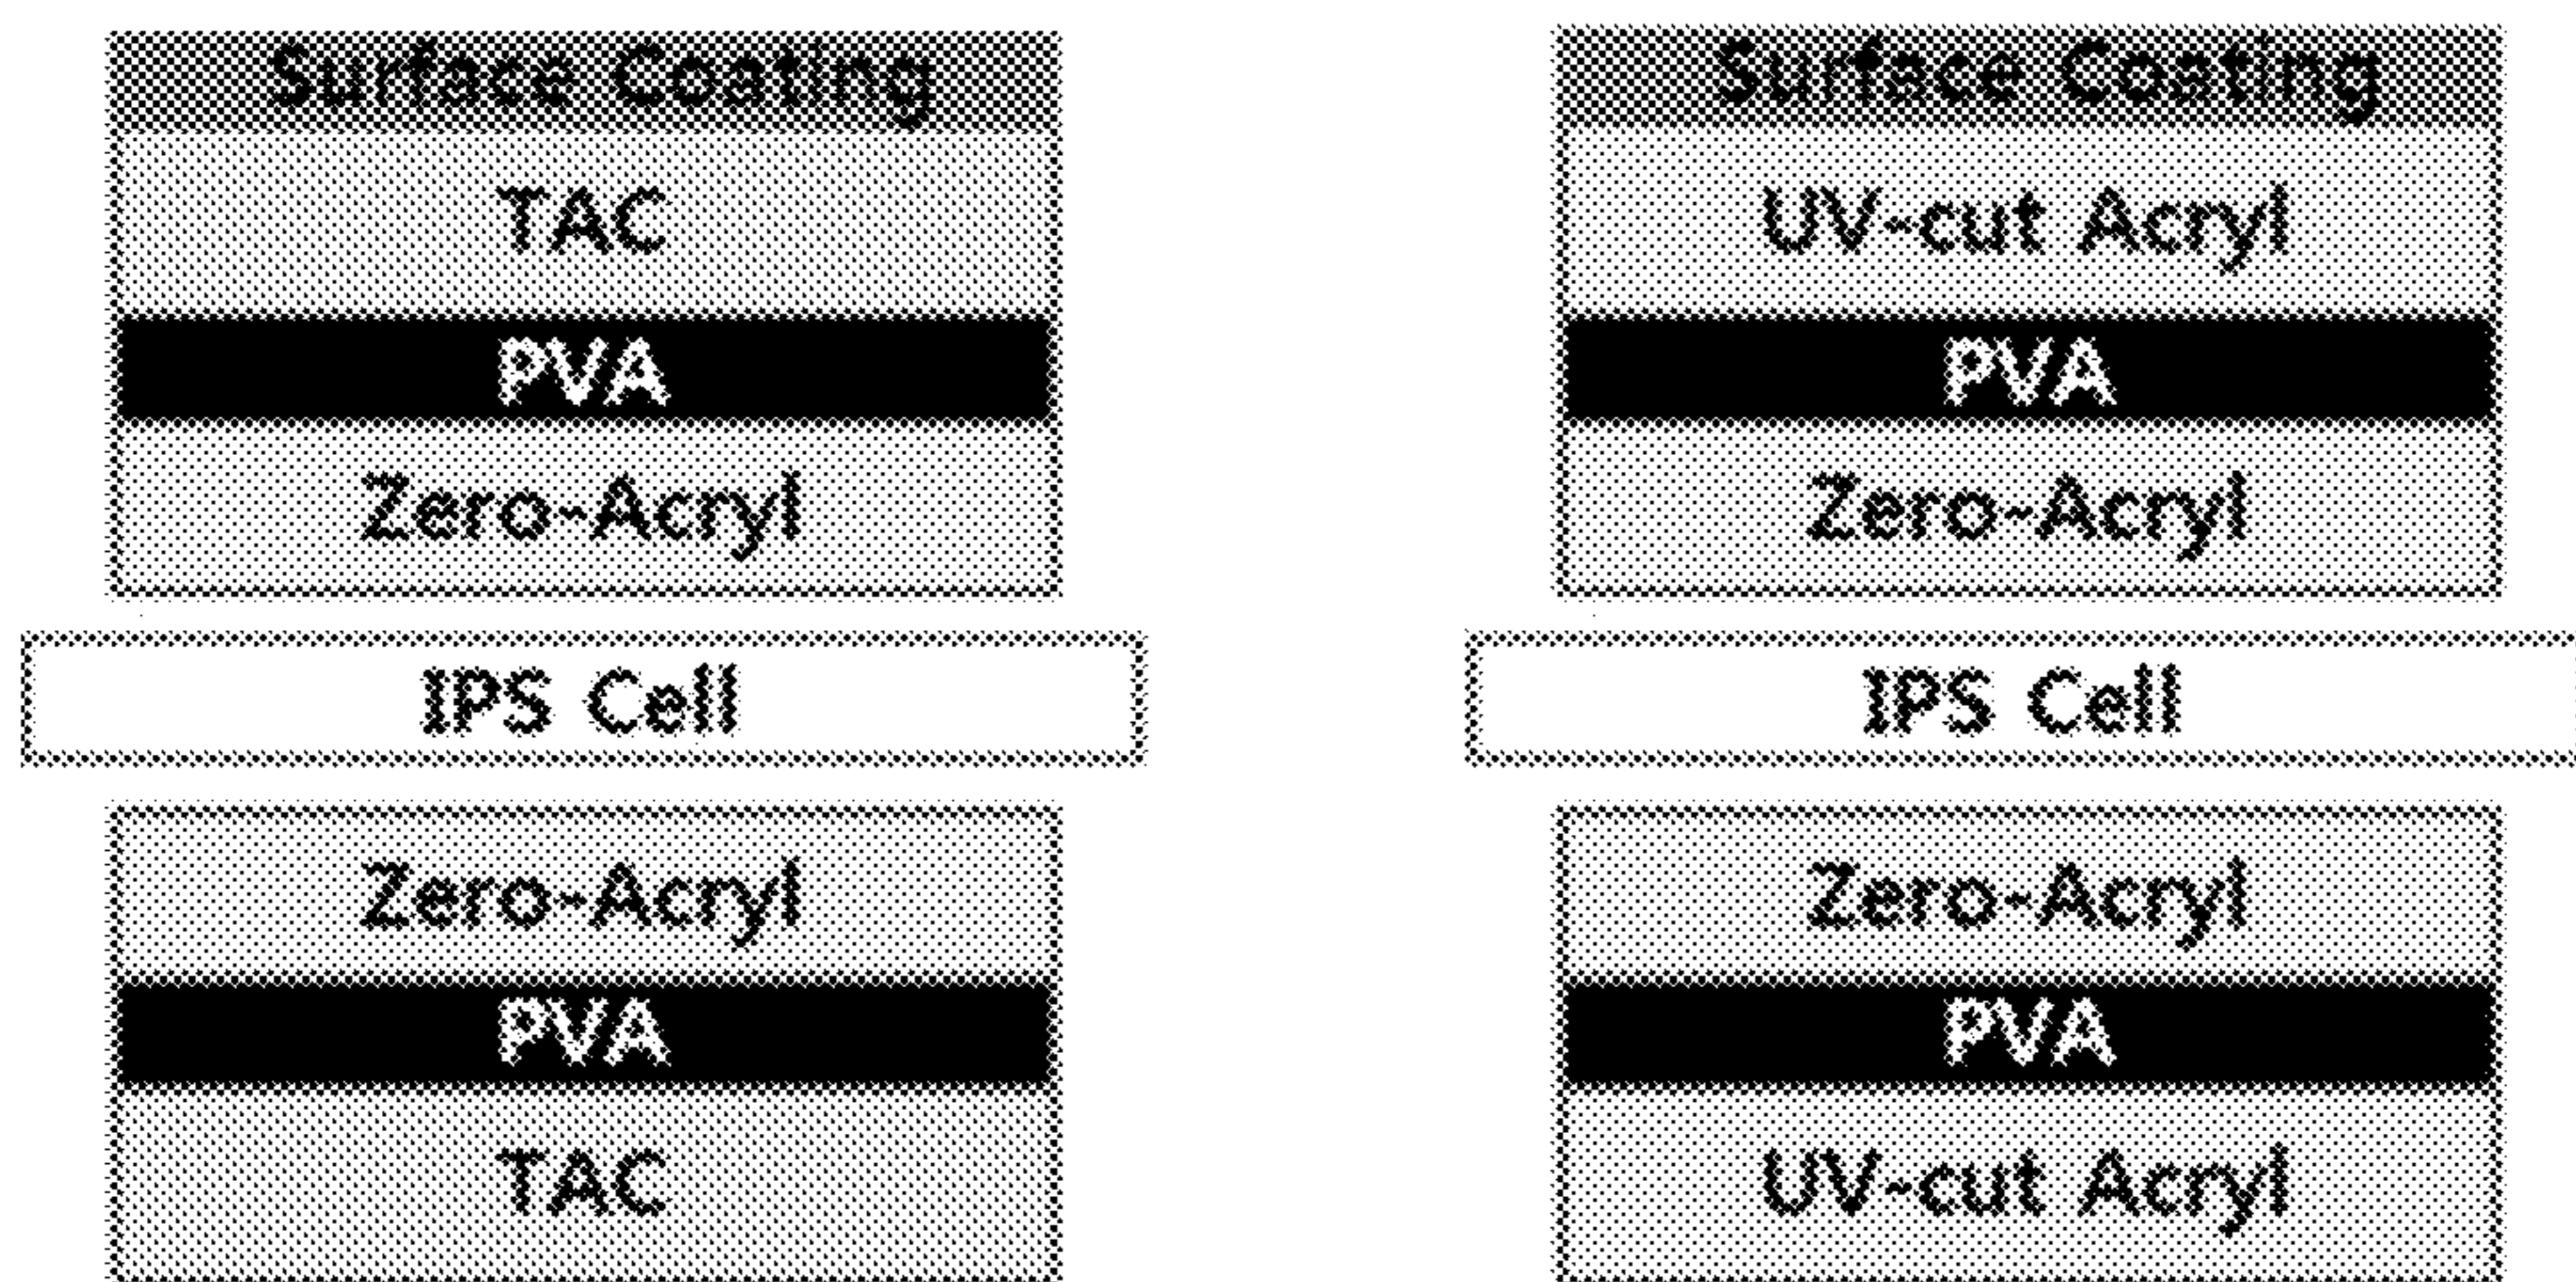 Surface Coating
TAC
PVA
Zero-Acryl
IPS Cell
Zero-Acryl
PVA
TAC
Surface Coating
UV-cut Acryl
PVA
Zero-Acryl
IPS Cell
Zero-Acryl
PVA
UV-cut Acryl